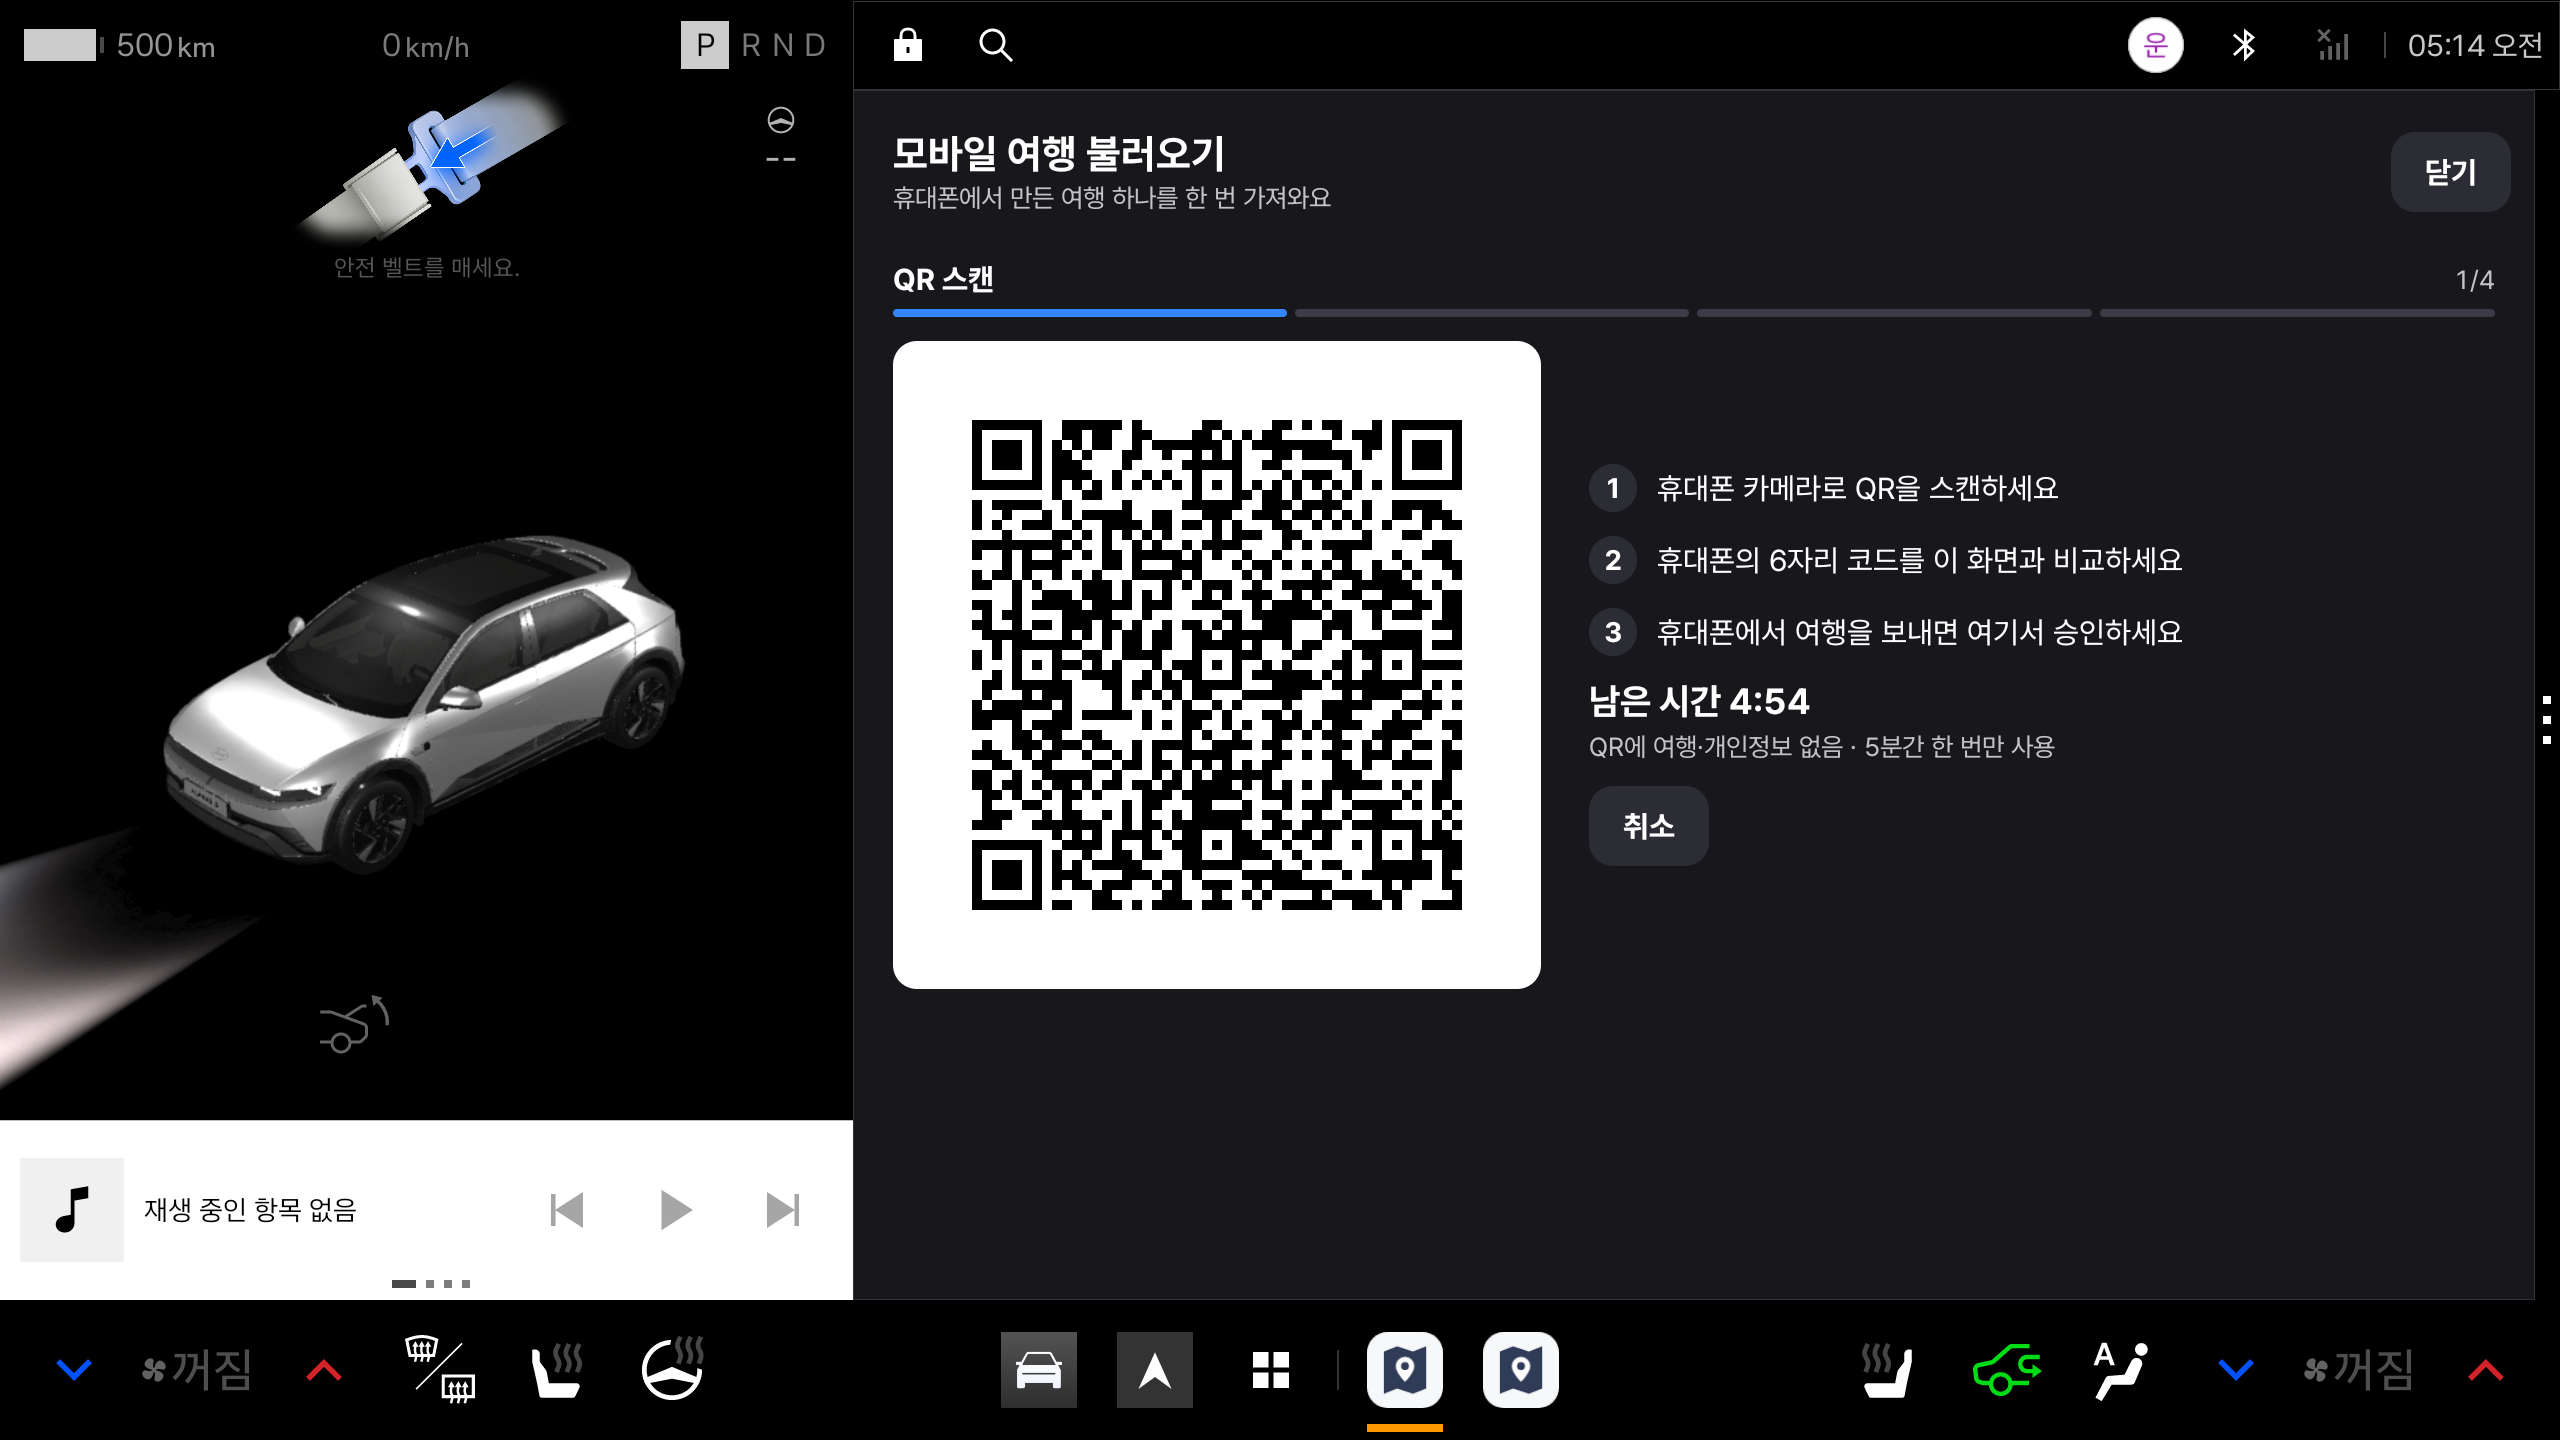 500 km
0 km/h
P R N D
운
05:14 오전
--
안전 벨트를 매세요.
모바일 여행 불러오기
휴대폰에서 만든 여행 하나를 한 번 가져와요
닫기
QR 스캔
1/4
1 휴대폰 카메라로 QR을 스캔하세요
2 휴대폰의 6자리 코드를 이 화면과 비교하세요
3 휴대폰에서 여행을 보내면 여기서 승인하세요
남은 시간 4:54
QR에 여행·개인정보 없음 · 5분간 한 번만 사용
취소
재생 중인 항목 없음
꺼짐
A
꺼짐